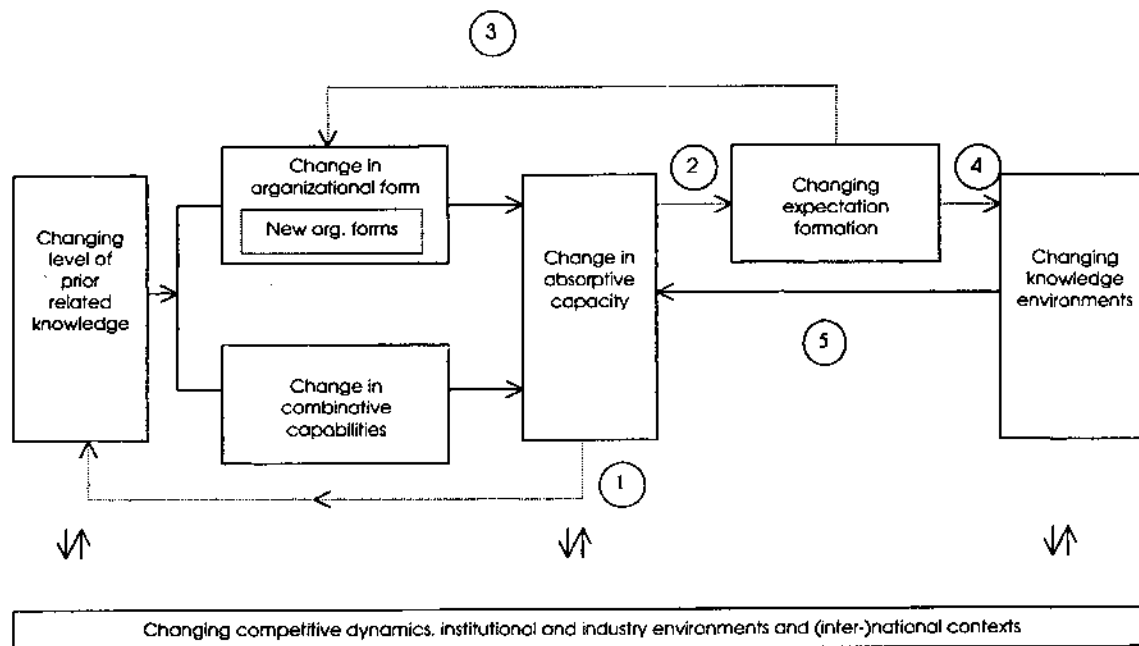 3
Change in
organizational form
New org. forms
2
Changing
expectation
formation
4
Changing
level of
prior
related
knowledge
Change in
absorptive
capacity
Changing
knowledge
environments
5
Change in
combinative
capabilities
1
Changing competitive dynamics, institutional and industry environments and (inter-)national contexts